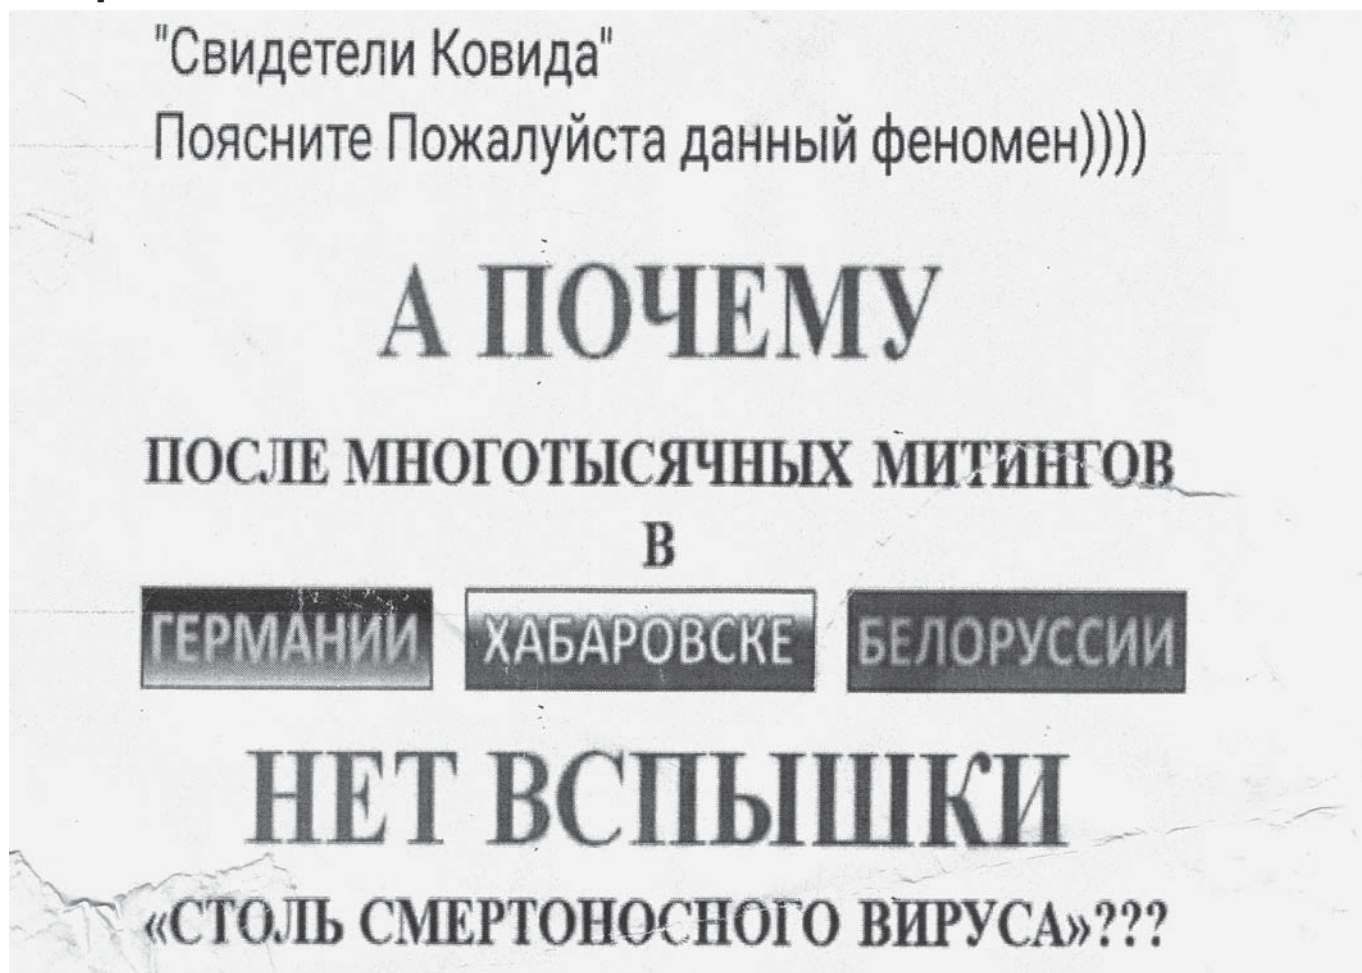 "Свидетели Ковида"
Поясните Пожалуйста данный феномен))))
А ПОЧЕМУ
ПОСЛЕ МНОГОТЫСЯЧНЫХ МИТИНГОВ
В
ГЕРМАНИИ ХАБАРОВСКЕ БЕЛОРУССИИ
НЕТ ВСПЫШКИ
«СТОЛЬ СМЕРТОНОСНОГО ВИРУСА»???